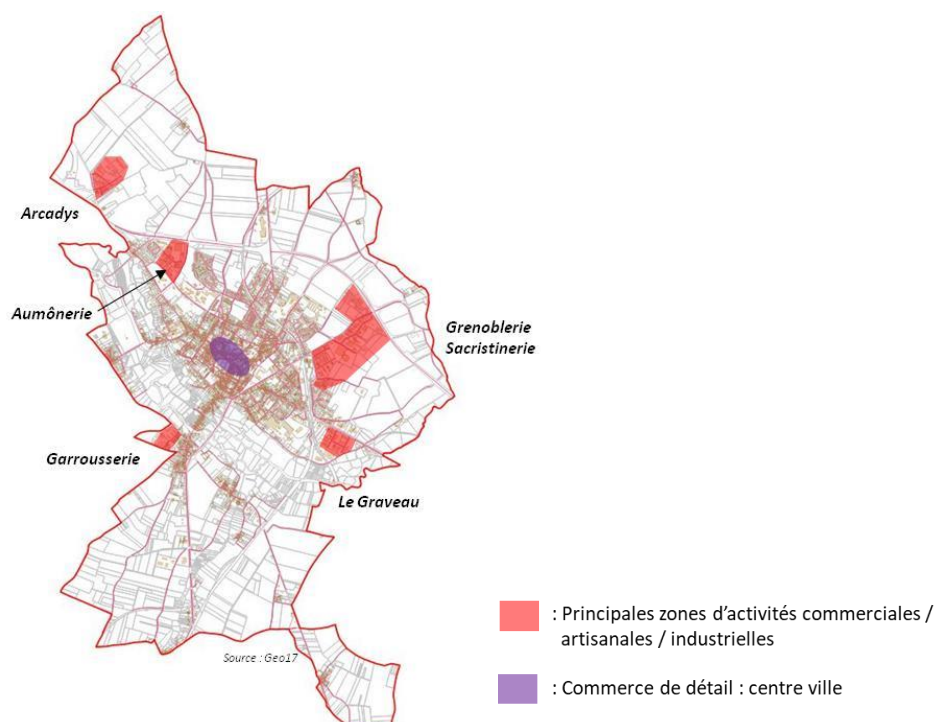 Arcadys
Aumônerie
Grenoblerie
Sacristinerie
Garrousserie
Le Graveau
Source : Geo17
: Principales zones d’activités commerciales /
artisanales / industrielles
: Commerce de détail : centre ville